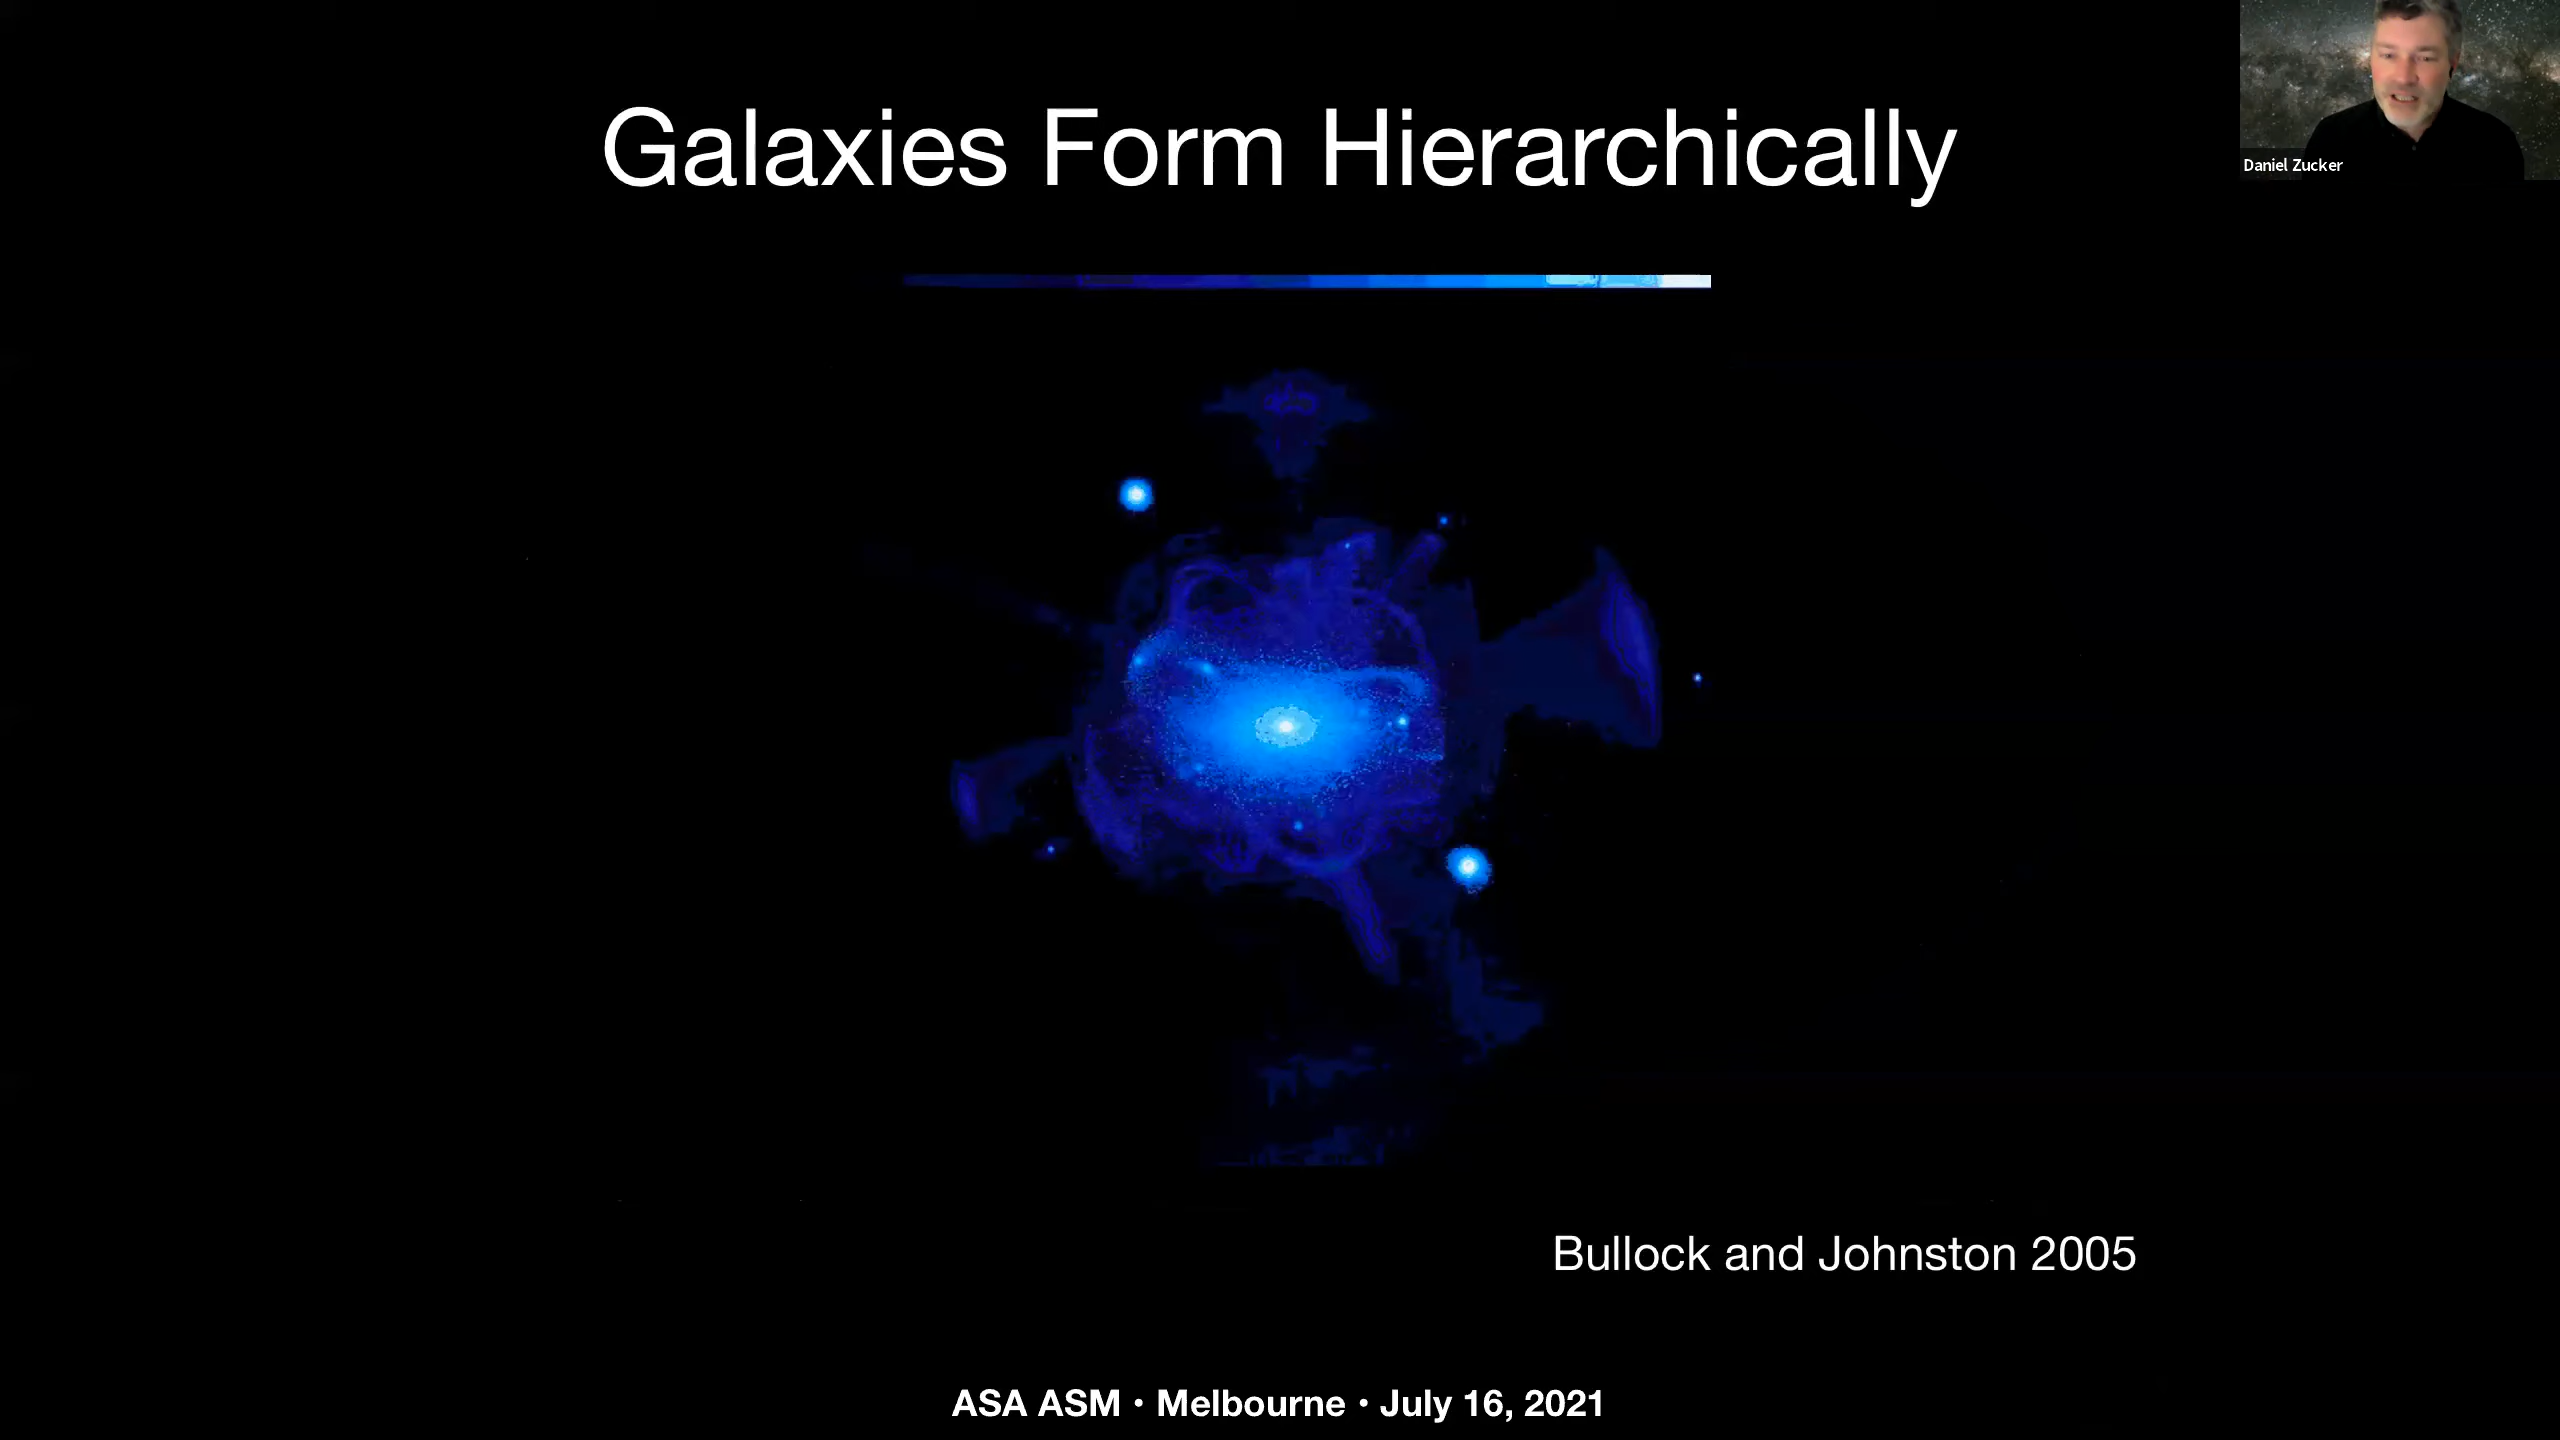 Galaxies Form Hierarchically
Daniel Zucker
Bullock and Johnston 2005
ASA ASM • Melbourne • July 16, 2021